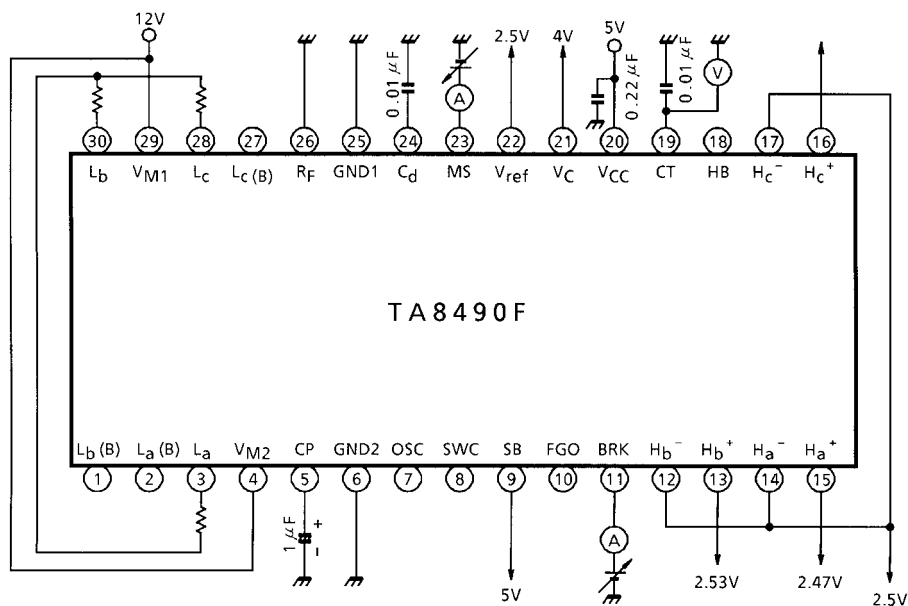 12V
2.5V
4V
5V
0.01 μF
A
0.22 μF
0.01 μF
V
30 29 28 27 26 25 24 23 22 21 20 19 18 17 16
Lb VM1 Lc Lc (B) RF GND1 Cd MS Vref VC VCC CT HB Hc⁻ Hc⁺
TA8490F
Lb (B) La (B) La VM2 CP GND2 OSC SWC SB FGO BRK Hb⁻ Hb⁺ Ha⁻ Ha⁺
1 2 3 4 5 6 7 8 9 10 11 12 13 14 15
1 μF
+
-
A
5V
2.53V
2.47V
2.5V